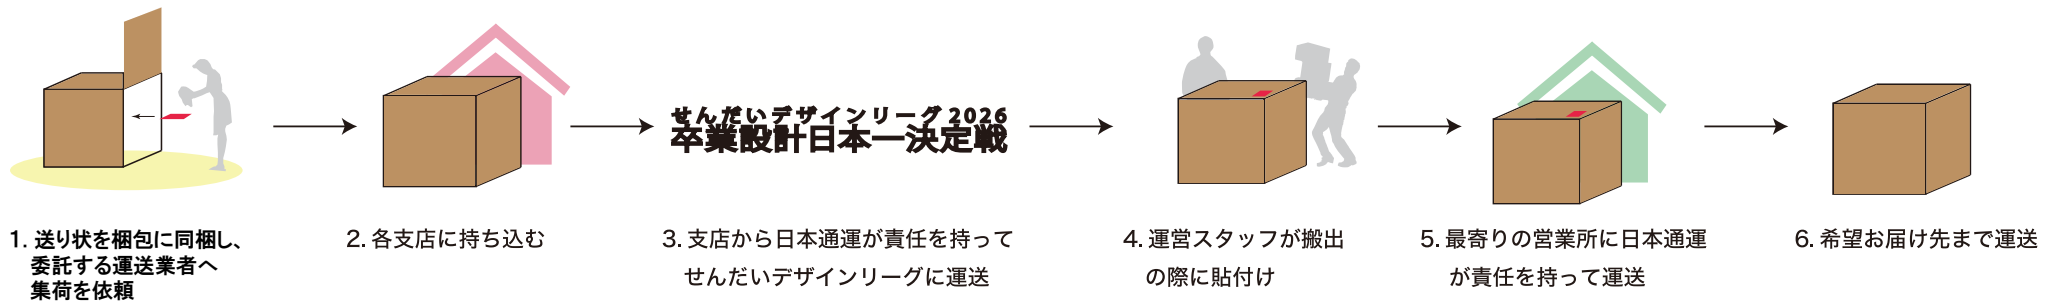 せんだいデザインリーグ 2026
卒業設計日本一決定戦
1. 送り状を梱包に同梱し、
委託する運送業者へ
集荷を依頼
2. 各支店に持ち込む
3. 支店から日本通運が責任を持って
せんだいデザインリーグに運送
4. 運営スタッフが搬出
の際に貼付け
5. 最寄りの営業所に日本通運
が責任を持って運送
6. 希望お届け先まで運送